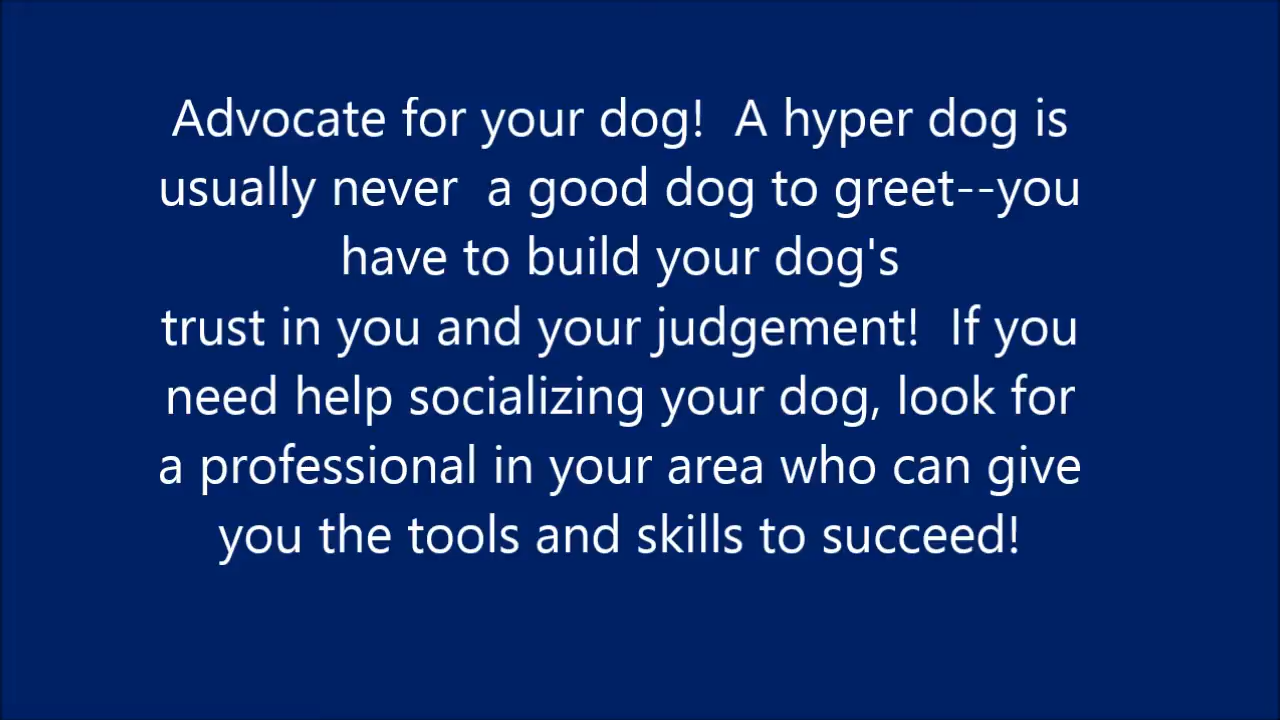 Advocate for your dog!  A hyper dog is
usually never  a good dog to greet--you
have to build your dog's
trust in you and your judgement!  If you
need help socializing your dog, look for
a professional in your area who can give
you the tools and skills to succeed!